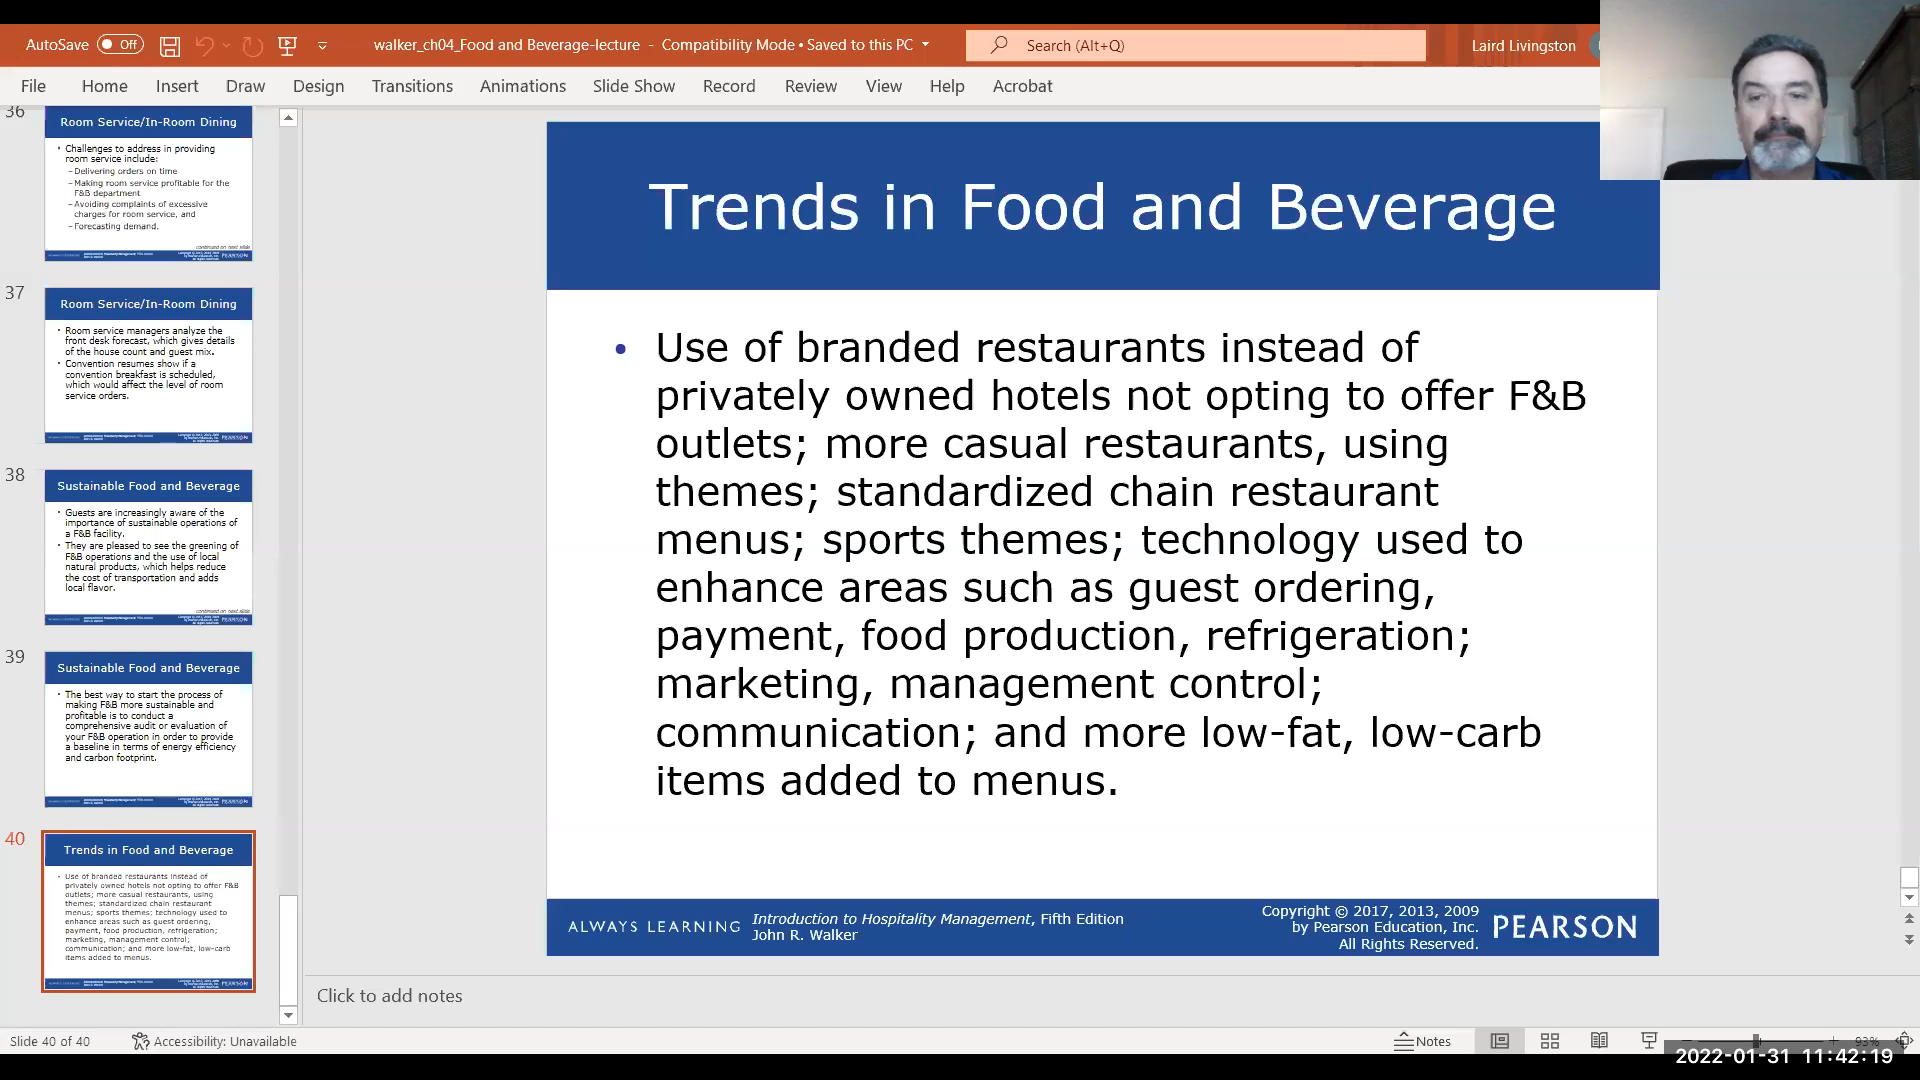 AutoSave Off
walker_ch04_Food and Beverage-lecture - Compatibility Mode • Saved to this PC
Search (Alt+Q)
Laird Livingston
File Home Insert Draw Design Transitions Animations Slide Show Record Review View Help Acrobat
36
Room Service/In-Room Dining
• Challenges to address in providing
room service include:
– Delivering orders on time
– Making room service profitable for the
F&B department
– Avoiding complaints of excessive
charges for room service, and
– Forecasting demand.
continued on next slide
PEARSON
37
Room Service/In-Room Dining
• Room service managers analyze the
front desk forecast, which gives details
of the house count and guest mix.
• Convention resumes show if a
convention breakfast is scheduled,
which would affect the level of room
service orders.
PEARSON
38
Sustainable Food and Beverage
• Guests are increasingly aware of the
importance of sustainable operations of
a F&B facility.
• They are pleased to see the greening of
F&B operations and the use of local
natural products, which helps reduce
the cost of transportation and adds
local flavor.
continued on next slide
PEARSON
39
Sustainable Food and Beverage
• The best way to start the process of
making F&B more sustainable and
profitable is to conduct a
comprehensive audit or evaluation of
your F&B operation in order to provide
a baseline in terms of energy efficiency
and carbon footprint.
PEARSON
40
Trends in Food and Beverage
• Use of branded restaurants instead of
privately owned hotels not opting to offer F&B
outlets; more casual restaurants, using
themes; standardized chain restaurant
menus; sports themes; technology used to
enhance areas such as guest ordering,
payment, food production, refrigeration;
marketing, management control;
communication; and more low-fat, low-carb
items added to menus.
PEARSON
Trends in Food and Beverage
• Use of branded restaurants instead of
privately owned hotels not opting to offer F&B
outlets; more casual restaurants, using
themes; standardized chain restaurant
menus; sports themes; technology used to
enhance areas such as guest ordering,
payment, food production, refrigeration;
marketing, management control;
communication; and more low-fat, low-carb
items added to menus.
ALWAYS LEARNING
Introduction to Hospitality Management, Fifth Edition
John R. Walker
Copyright © 2017, 2013, 2009
by Pearson Education, Inc.
All Rights Reserved.
PEARSON
Click to add notes
Slide 40 of 40
Accessibility: Unavailable
Notes
93%
2022-01-31 11:42:19